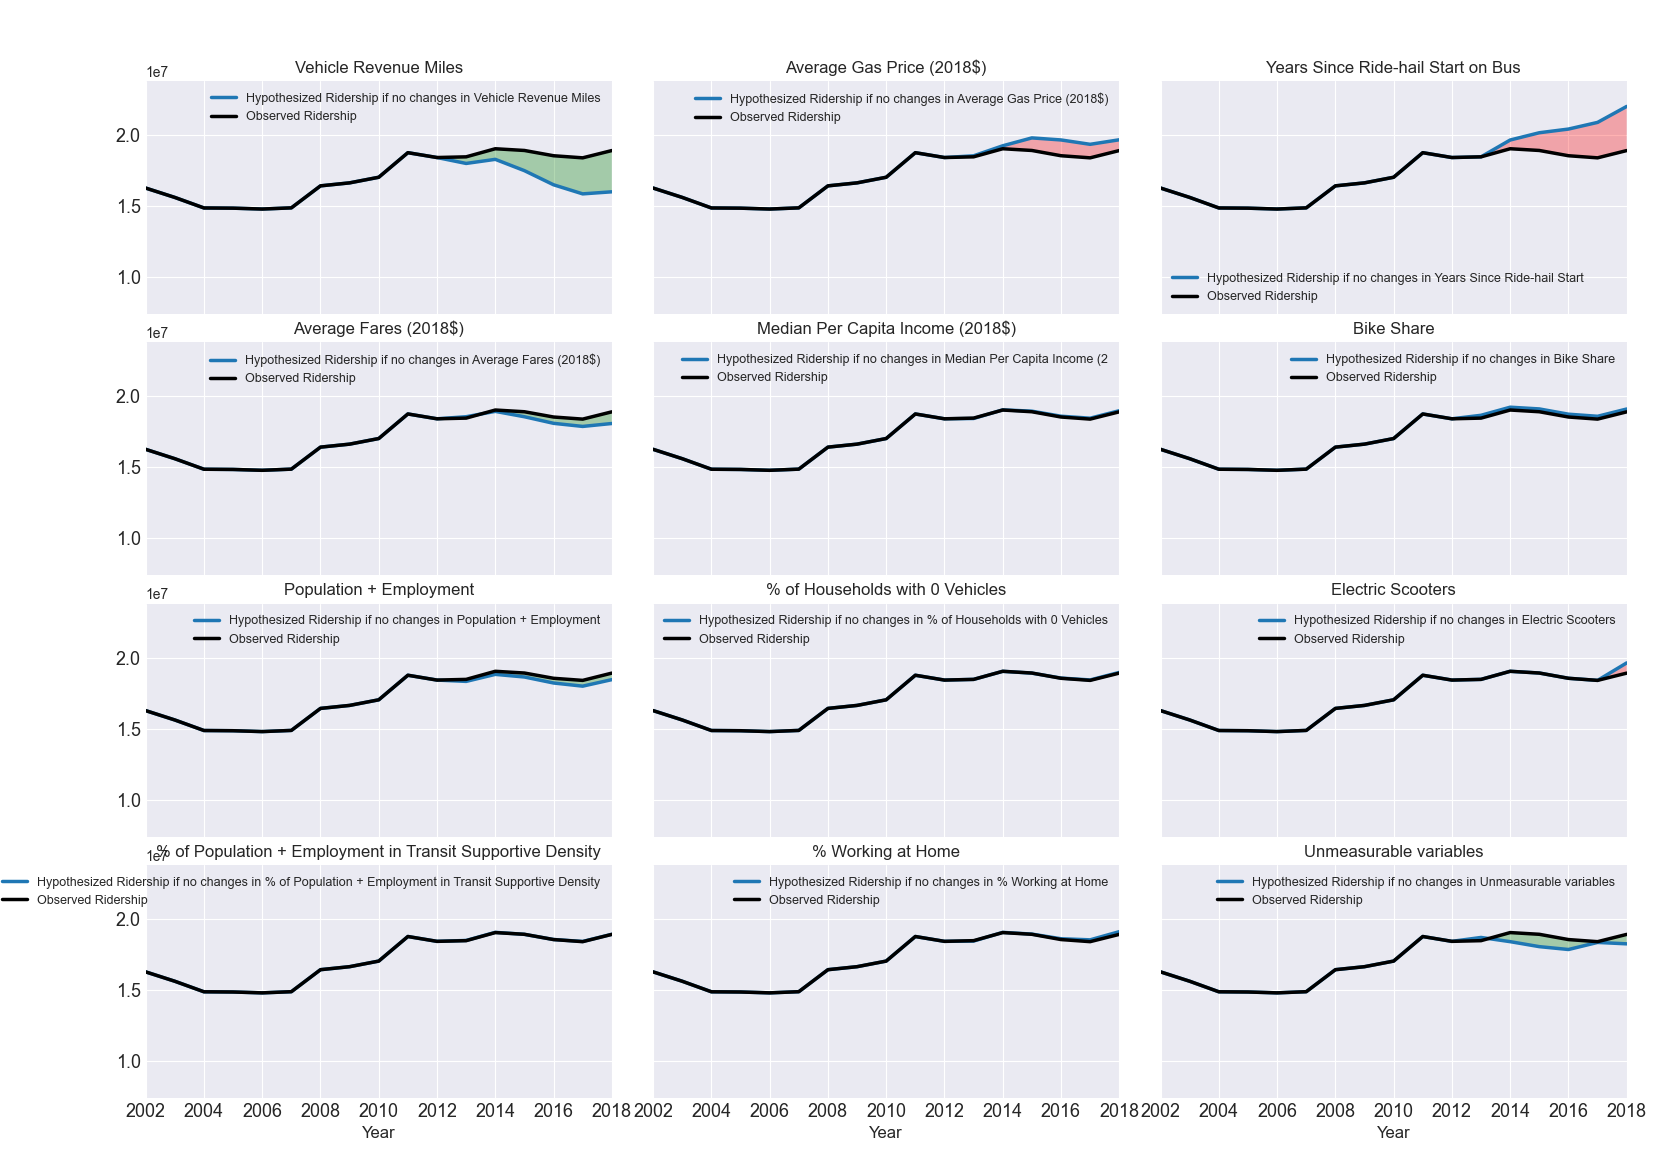 Vehicle Revenue Miles
1e7
Hypothesized Ridership if no changes in Vehicle Revenue Miles
Observed Ridership
2.0
1.5
1.0
Average Gas Price (2018$)
Hypothesized Ridership if no changes in Average Gas Price (2018$)
Observed Ridership
Years Since Ride-hail Start on Bus
Hypothesized Ridership if no changes in Years Since Ride-hail Start
Observed Ridership
Average Fares (2018$)
1e7
Hypothesized Ridership if no changes in Average Fares (2018$)
Observed Ridership
2.0
1.5
1.0
Median Per Capita Income (2018$)
Hypothesized Ridership if no changes in Median Per Capita Income (2
Observed Ridership
Bike Share
Hypothesized Ridership if no changes in Bike Share
Observed Ridership
Population + Employment
1e7
Hypothesized Ridership if no changes in Population + Employment
Observed Ridership
2.0
1.5
1.0
% of Households with 0 Vehicles
Hypothesized Ridership if no changes in % of Households with 0 Vehicles
Observed Ridership
Electric Scooters
Hypothesized Ridership if no changes in Electric Scooters
Observed Ridership
% of Population + Employment in Transit Supportive Density
1e7
Hypothesized Ridership if no changes in % of Population + Employment in Transit Supportive Density
Observed Ridership
2.0
1.5
1.0
2002 2004 2006 2008 2010 2012 2014 2016 2018
Year
% Working at Home
Hypothesized Ridership if no changes in % Working at Home
Observed Ridership
2002 2004 2006 2008 2010 2012 2014 2016 2018
Year
Unmeasurable variables
Hypothesized Ridership if no changes in Unmeasurable variables
Observed Ridership
2002 2004 2006 2008 2010 2012 2014 2016 2018
Year